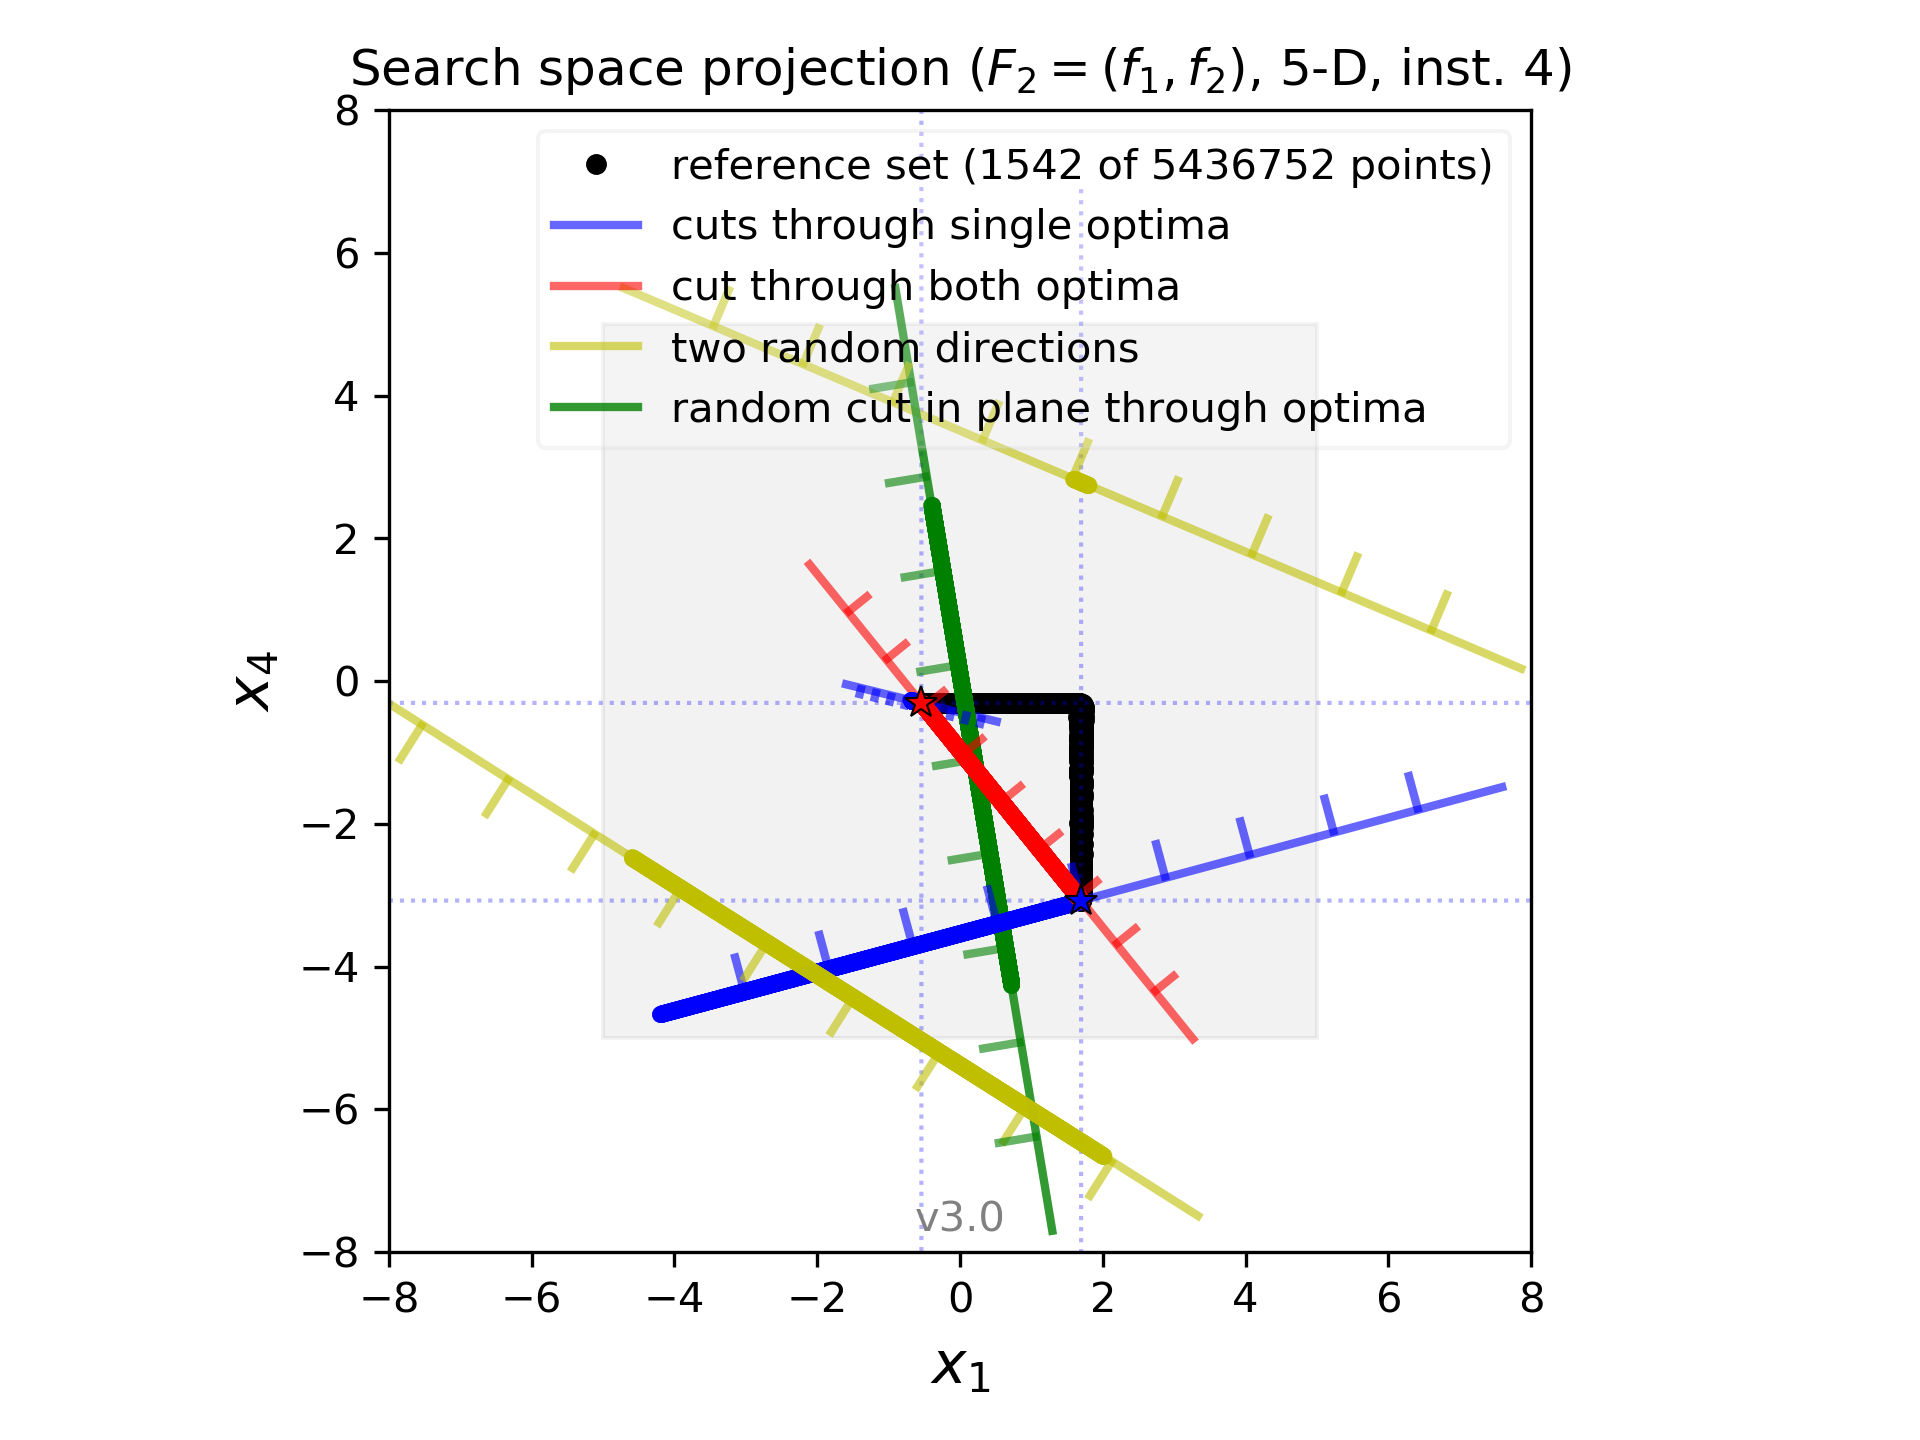 Search space projection (F₂ = (f₁, f₂), 5-D, inst. 4)
reference set (1542 of 5436752 points)
cuts through single optima
cut through both optima
two random directions
random cut in plane through optima
8
6
4
2
0
−2
−4
−6
−8
x₄
v3.0
−8 −6 −4 −2 0 2 4 6 8
x₁